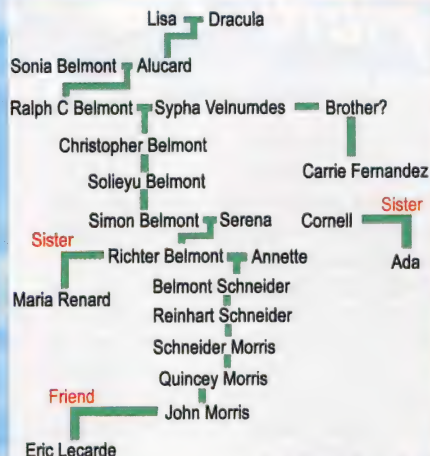 Lisa Dracula
Sonia Belmont Alucard
Ralph C Belmont Sypha Velnumdes Brother?
Christopher Belmont
Carrie Fernandez
Solieyu Belmont
Sister
Simon Belmont Serena Cornell
Sister
Richter Belmont Annette Ada
Belmont Schneider
Maria Renard
Reinhart Schneider
Schneider Morris
Quincey Morris
Friend
John Morris
Eric Lecarde